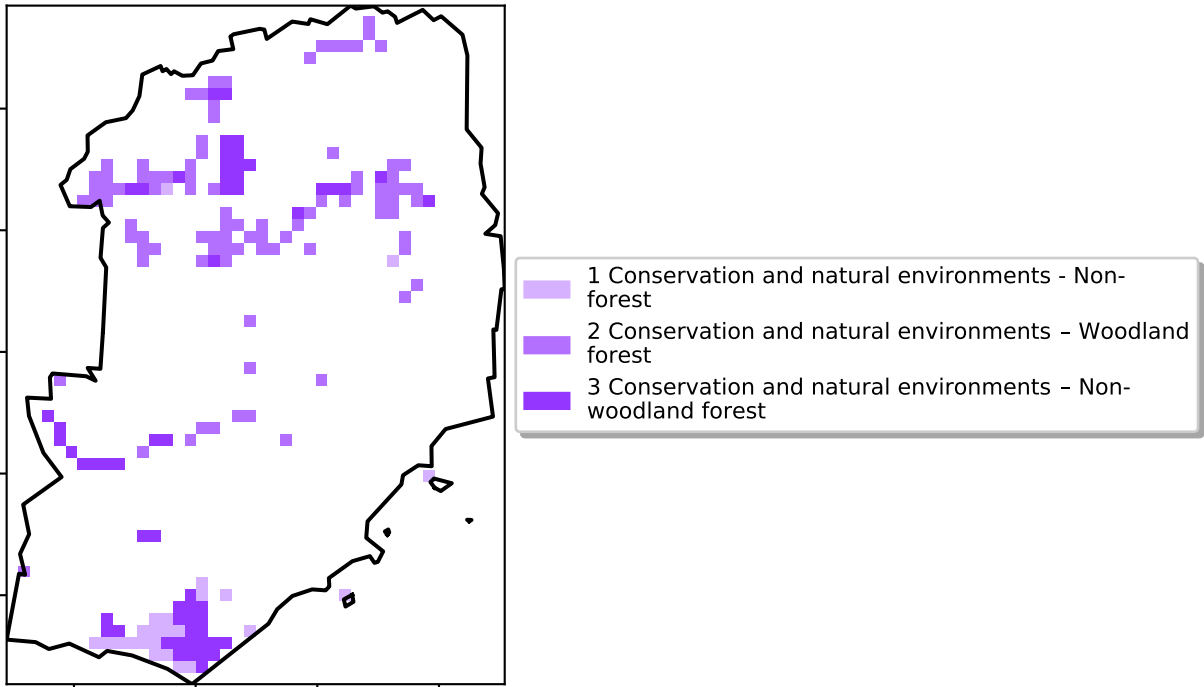 1 Conservation and natural environments - Non-
forest
2 Conservation and natural environments – Woodland
forest
3 Conservation and natural environments – Non-
woodland forest